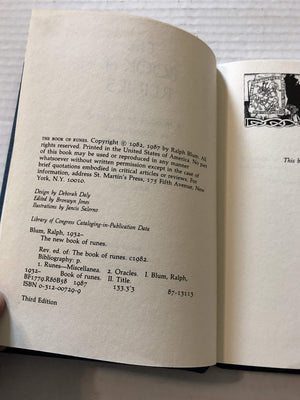 THE BOOK OF RUNES. Copyright © 1982, 1987 by Ralph Blum. All
rights reserved. Printed in the United States of America. No part
of this book may be used or reproduced in any manner
whatsoever without written permission except in the case of
brief quotations embodied in critical articles or reviews. For
information, address St. Martin's Press, 175 Fifth Avenue, New
York, N.Y. 10010.
Design by Deborah Daly
Edited by Bronwyn Jones
Illustrations by Jancis Salerno
Library of Congress Cataloging-in-Publication Data
Blum, Ralph, 1932–
The new book of runes.
Rev. ed. of: The book of runes. c1982.
Bibliography: p.
1. Runes—Miscellanea. 2. Oracles. I. Blum, Ralph,
1932– Book of runes. II. Title.
BF1779.R86B58 1987 133.3'3 87-13113
ISBN 0-312-00729-9
Third Edition
This b